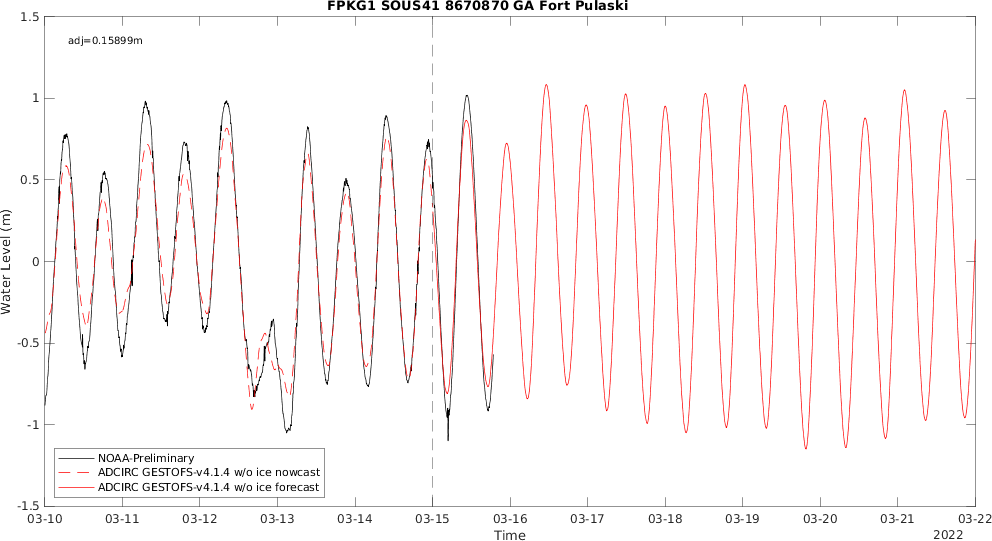 FPKG1 SOUS41 8670870 GA Fort Pulaski
adj=0.15899m
1.5
1
0.5
0
-0.5
-1
-1.5
Water Level (m)
NOAA-Preliminary
ADCIRC GESTOFS-v4.1.4 w/o ice nowcast
ADCIRC GESTOFS-v4.1.4 w/o ice forecast
03-10 03-11 03-12 03-13 03-14 03-15 03-16 03-17 03-18 03-19 03-20 03-21 03-22
Time
2022